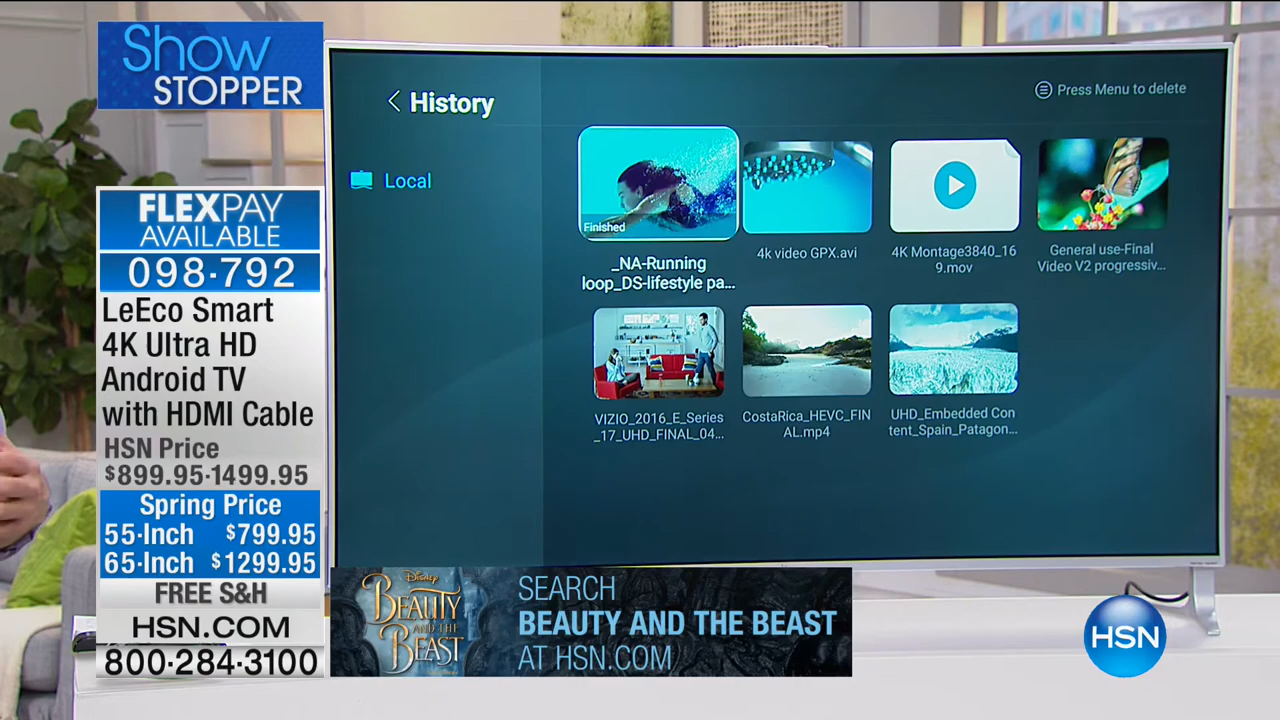 Show
STOPPER
FLEXPAY
AVAILABLE
098·792
LeEco Smart
4K Ultra HD
Android TV
with HDMI Cable
HSN Price
$899.95-1499.95
Spring Price
55-Inch $799.95
65-Inch $1299.95
FREE S&H
HSN.COM
800·284·3100
History
Press Menu to delete
Local
Finished
_NA-Running
loop_DS-lifestyle pa...
4k video GPX.avi
4K Montage3840_16
9.mov
General use-Final
Video V2 progressiv...
VIZIO_2016_E_Series
_17_UHD_FINAL_04...
CostaRica_HEVC_FIN
AL.mp4
UHD_Embedded Con
tent_Spain_Patagon...
Disney
BEAUTY
AND THE
BEAST
SEARCH
BEAUTY AND THE BEAST
AT HSN.COM
HSN